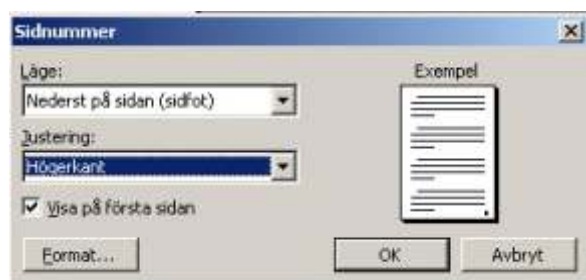 Sidnummer
Läge:
Nederst på sidan (sidfot)
Justering:
Högerkant
Visa på första sidan
Exempel
Format...
OK
Avbryt